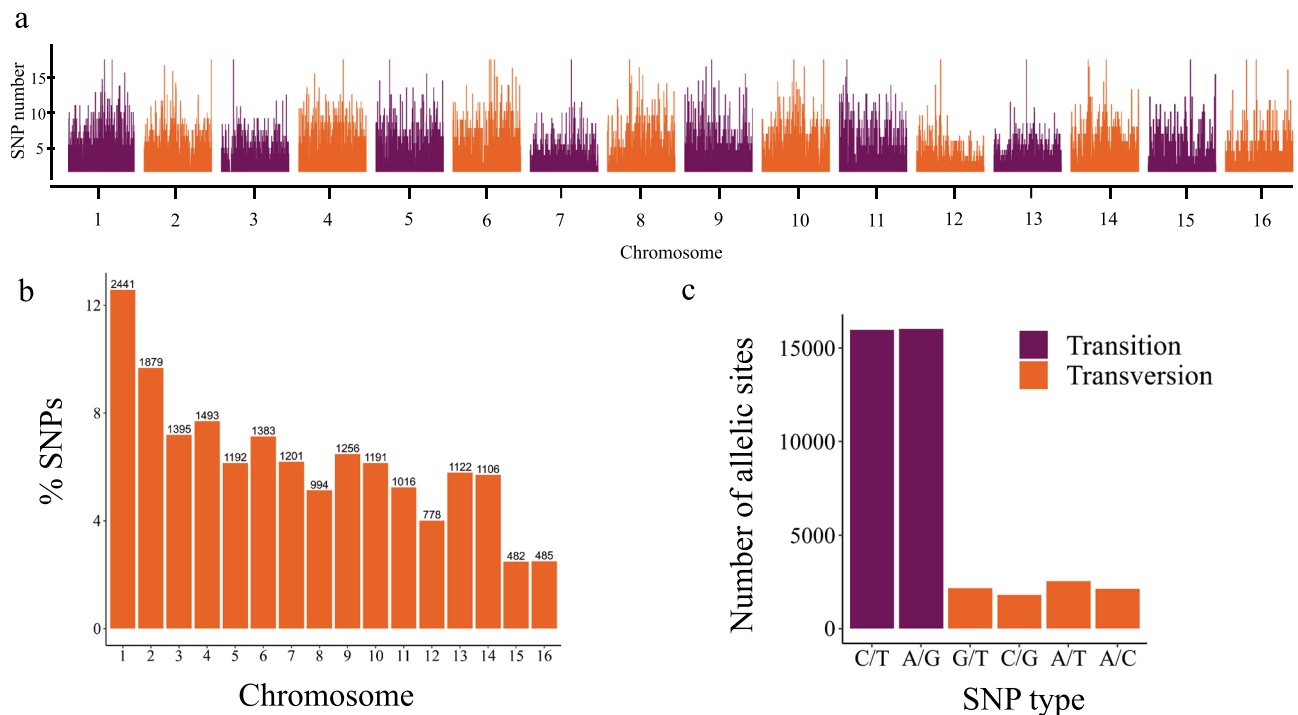 a
SNP number
15
10
5
1 2 3 4 5 6 7 8 9 10 11 12 13 14 15 16
Chromosome
b
% SNPs
12
8
4
0
2441
1879
1395
1493
1192
1383
1201
994
1256
1191
1016
778
1122
1106
482
485
1 2 3 4 5 6 7 8 9 10 11 12 13 14 15 16
Chromosome
c
Number of allelic sites
15000
10000
5000
0
Transition
Transversion
C/T A/G G/T C/G A/T A/C
SNP type